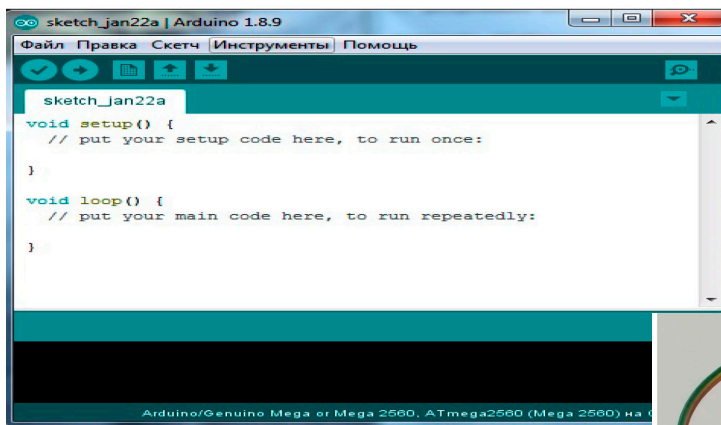 sketch_jan22a | Arduino 1.8.9
Файл Правка Скетч Инструменты Помощь
sketch_jan22a
void setup() {
// put your setup code here, to run once:
}
void loop() {
// put your main code here, to run repeatedly:
}
Arduino/Genuino Mega or Mega 2560, ATmega2560 (Mega 2560) на